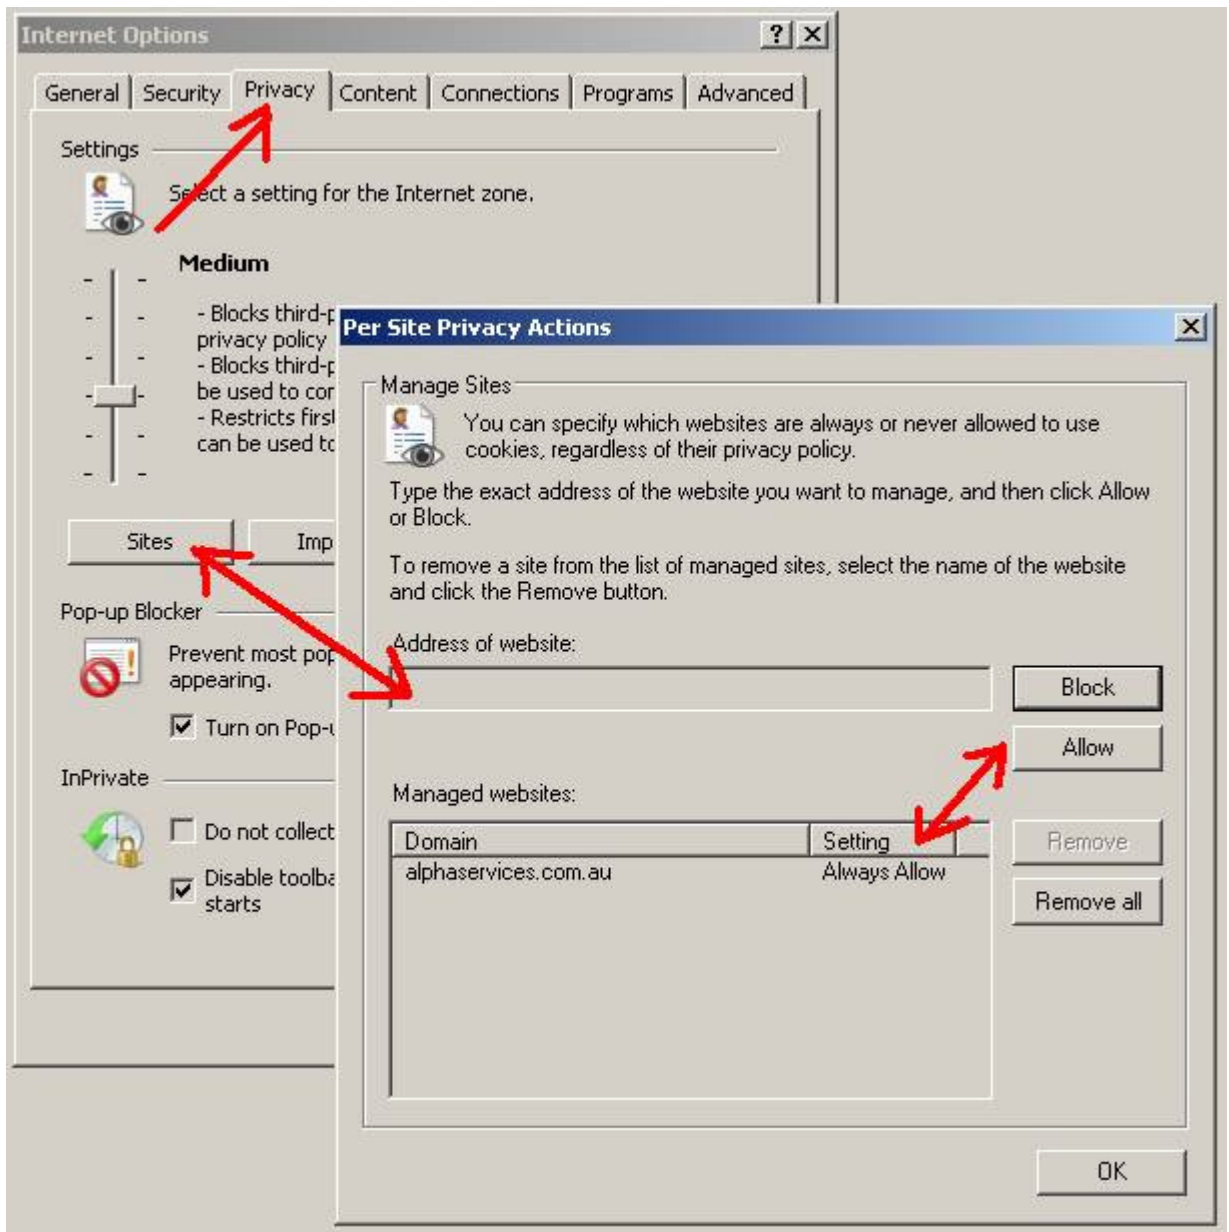 Internet Options
General Security Privacy Content Connections Programs Advanced
Settings
Select a setting for the Internet zone.
Medium
- Blocks third-p
privacy policy
- Blocks third-p
be used to cor
- Restricts first
can be used to
Sites Imp
Pop-up Blocker
Prevent most pop
appearing.
Turn on Pop-u
InPrivate
Do not collect
Disable toolba
starts
Per Site Privacy Actions
Manage Sites
You can specify which websites are always or never allowed to use
cookies, regardless of their privacy policy.
Type the exact address of the website you want to manage, and then click Allow
or Block.
To remove a site from the list of managed sites, select the name of the website
and click the Remove button.
Address of website:
Block
Allow
Managed websites:
Domain Setting
alphaservices.com.au Always Allow
Remove
Remove all
OK